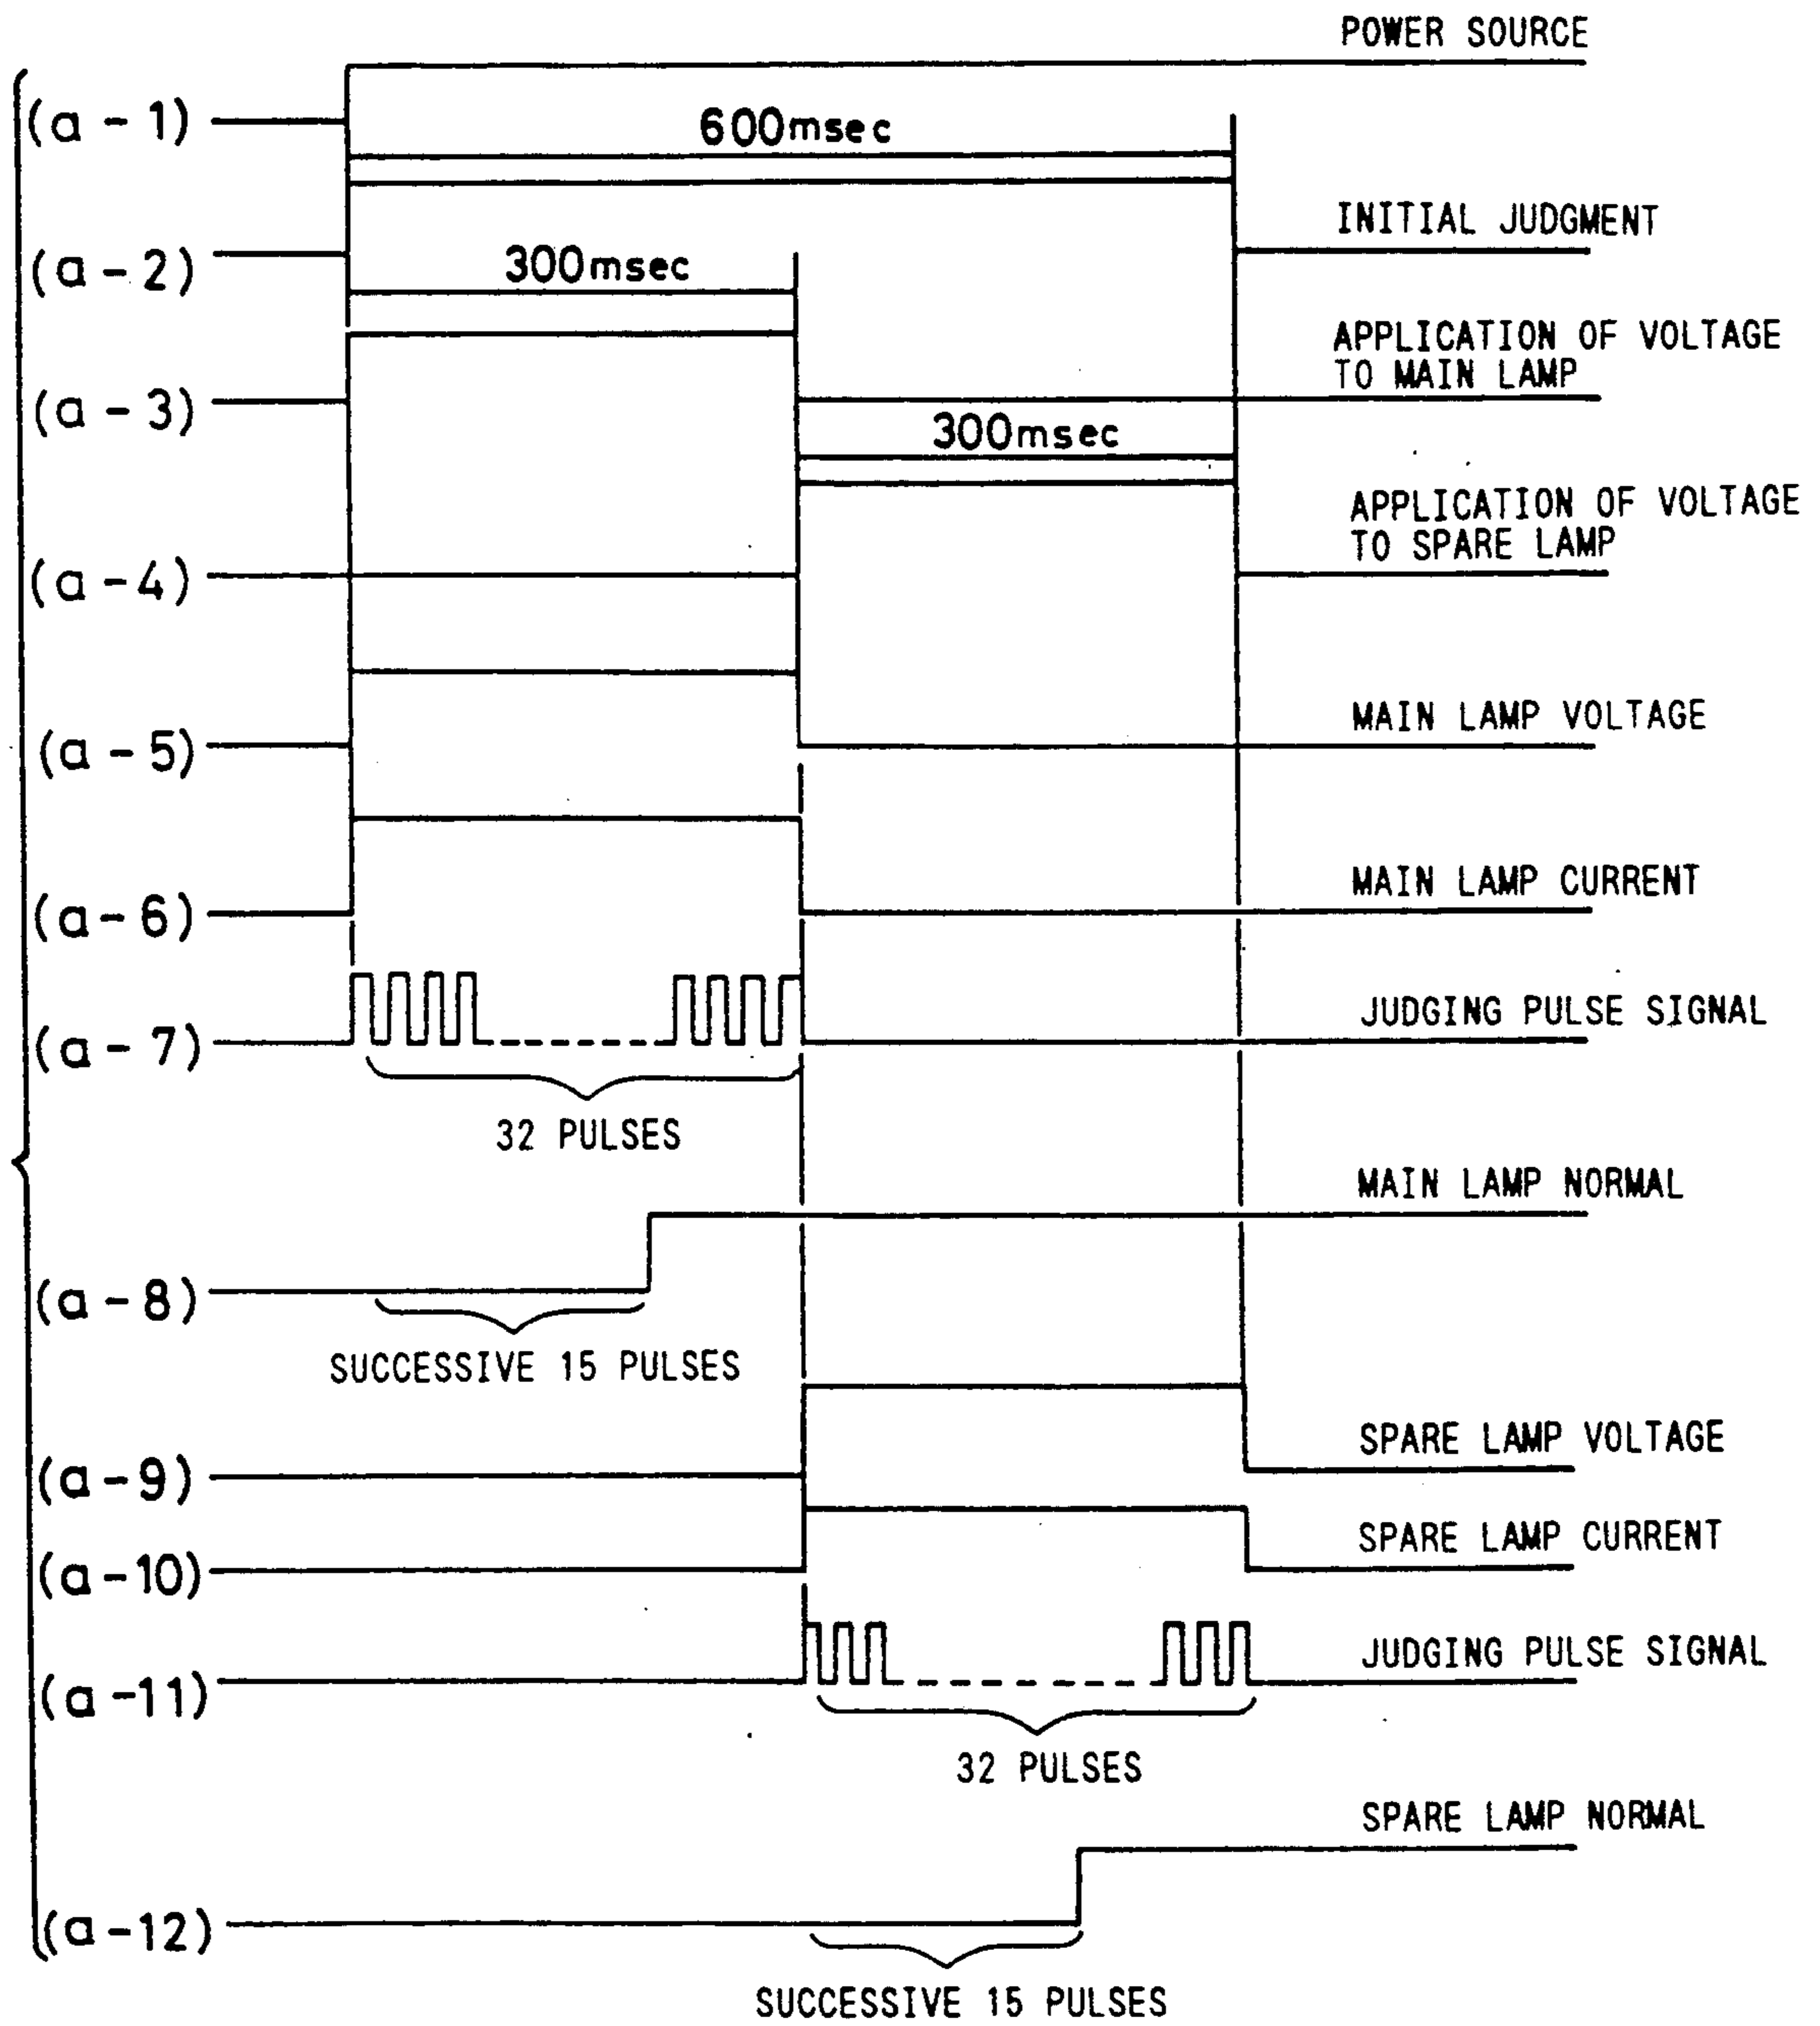 POWER SOURCE
(a-1)
600msec
INITIAL JUDGMENT
(a-2)
300msec
APPLICATION OF VOLTAGE
TO MAIN LAMP
(a-3)
300msec
APPLICATION OF VOLTAGE
TO SPARE LAMP
(a-4)
MAIN LAMP VOLTAGE
(a-5)
MAIN LAMP CURRENT
(a-6)
JUDGING PULSE SIGNAL
(a-7)
32 PULSES
MAIN LAMP NORMAL
(a-8)
SUCCESSIVE 15 PULSES
SPARE LAMP VOLTAGE
(a-9)
SPARE LAMP CURRENT
(a-10)
JUDGING PULSE SIGNAL
(a-11)
32 PULSES
SPARE LAMP NORMAL
(a-12)
SUCCESSIVE 15 PULSES